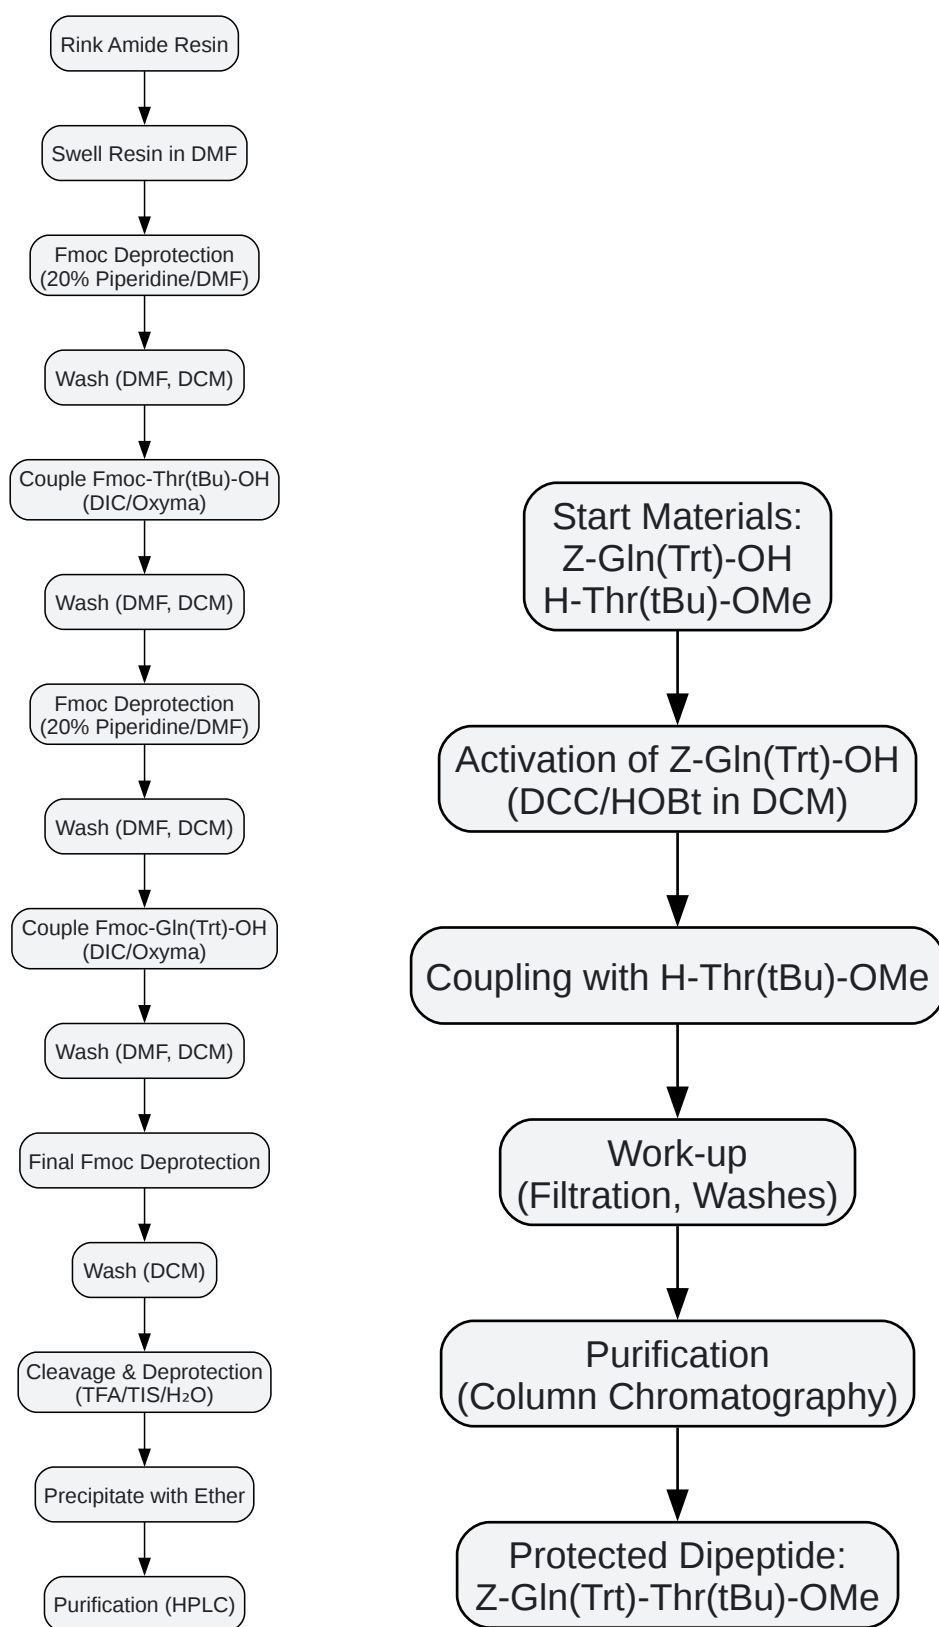 Rink Amide Resin
Swell Resin in DMF
Fmoc Deprotection
(20% Piperidine/DMF)
Wash (DMF, DCM)
Couple Fmoc-Thr(tBu)-OH
(DIC/Oxyma)
Wash (DMF, DCM)
Fmoc Deprotection
(20% Piperidine/DMF)
Wash (DMF, DCM)
Couple Fmoc-Gln(Trt)-OH
(DIC/Oxyma)
Wash (DMF, DCM)
Final Fmoc Deprotection
Wash (DCM)
Cleavage & Deprotection
(TFA/TIS/H₂O)
Precipitate with Ether
Purification (HPLC)
Start Materials:
Z-Gln(Trt)-OH
H-Thr(tBu)-OMe
Activation of Z-Gln(Trt)-OH
(DCC/HOBt in DCM)
Coupling with H-Thr(tBu)-OMe
Work-up
(Filtration, Washes)
Purification
(Column Chromatography)
Protected Dipeptide:
Z-Gln(Trt)-Thr(tBu)-OMe